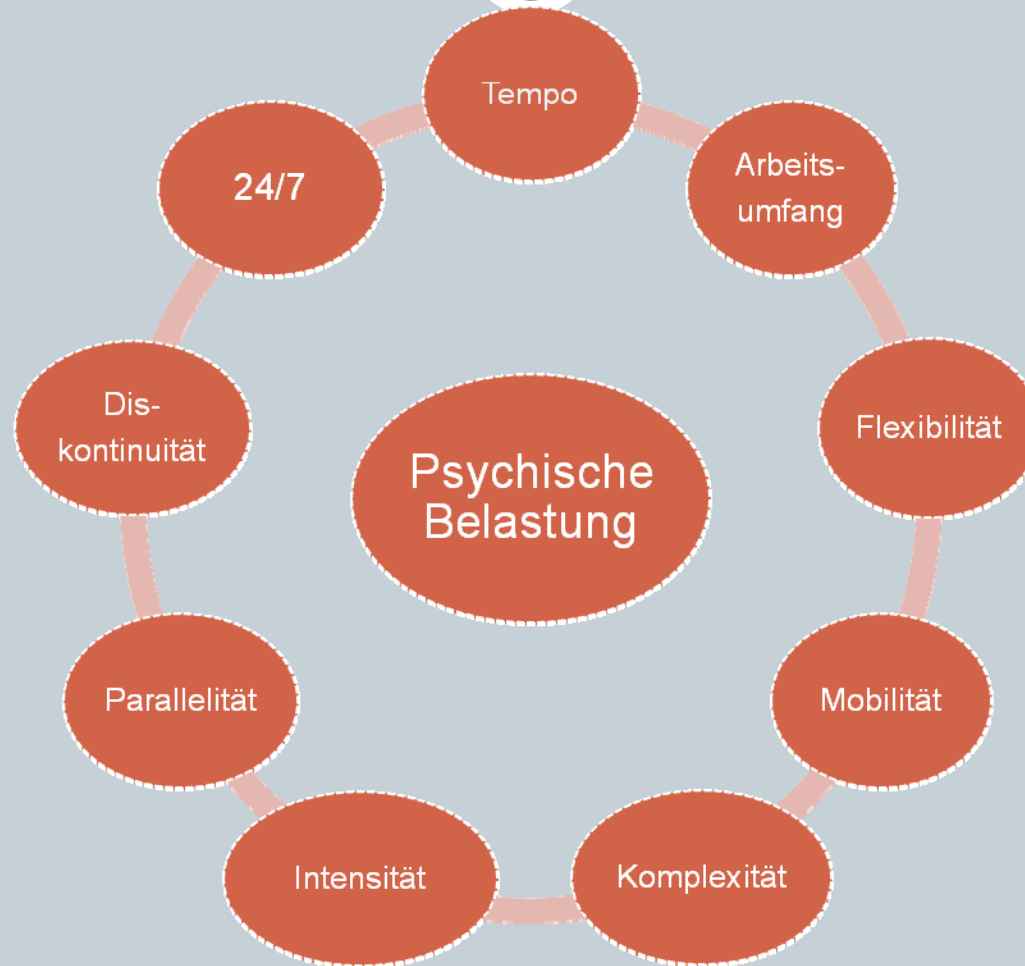 Tempo
Arbeits-
umfang
Flexibilität
Mobilität
Komplexität
Intensität
Parallelität
Dis-
kontinuität
24/7
Psychische
Belastung